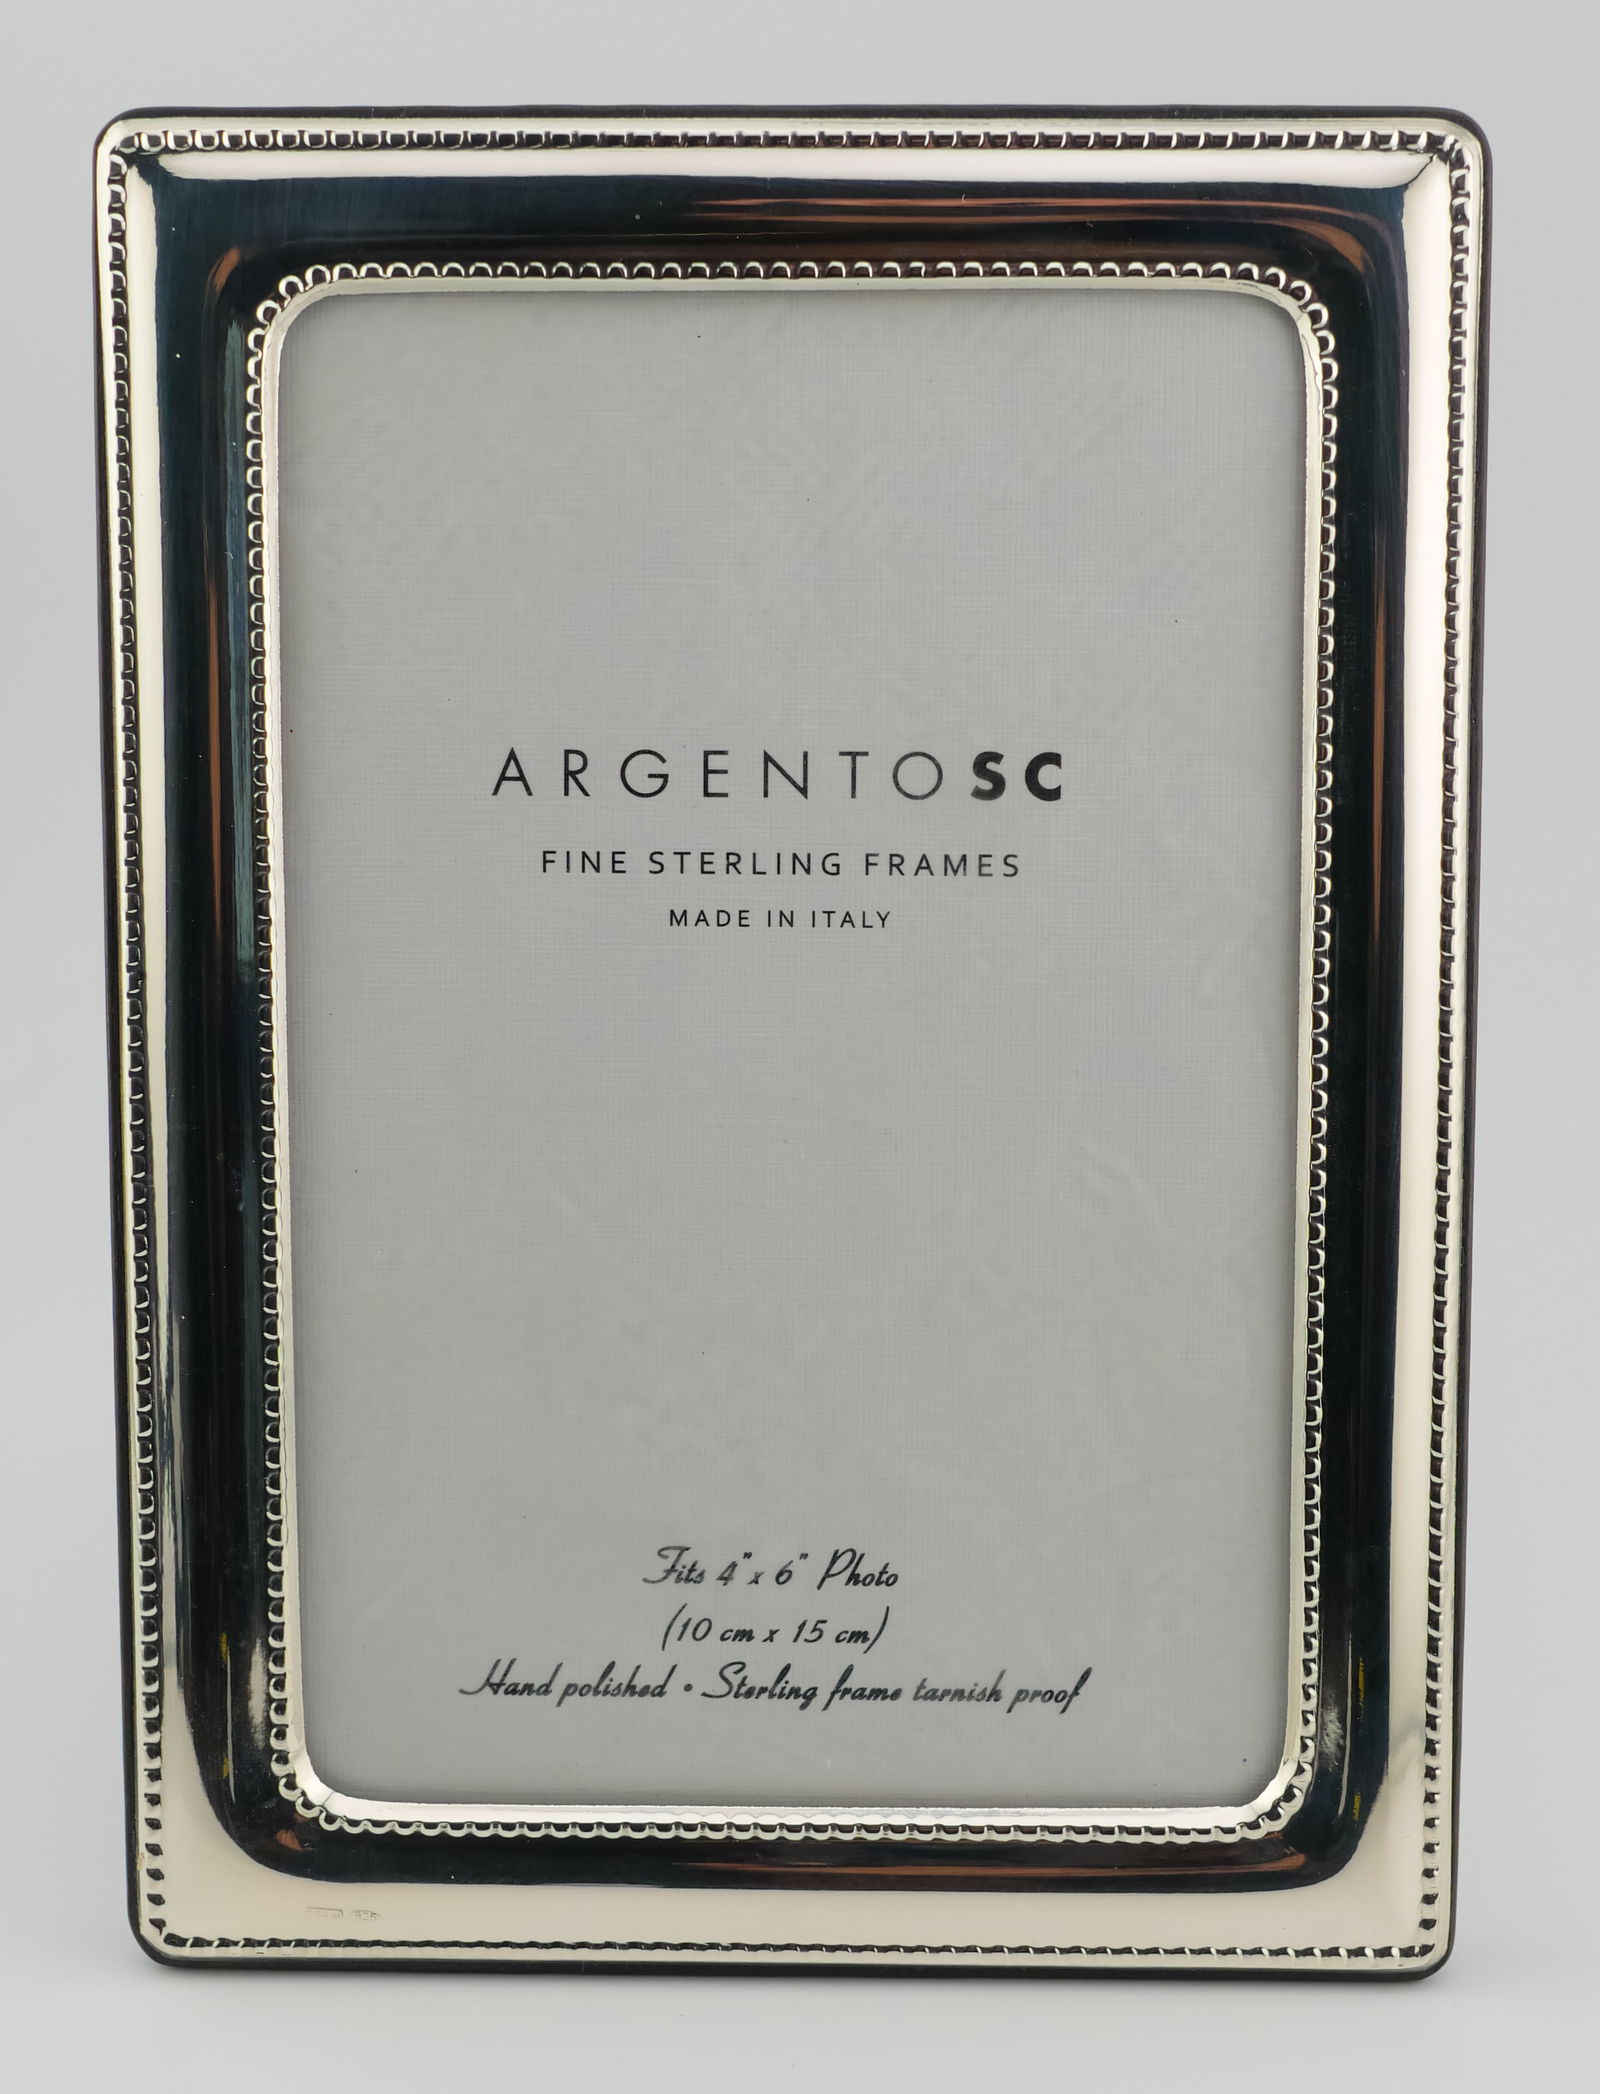 ARGENTOSC
FINE STERLING FRAMES
MADE IN ITALY
Fits 4" x 6" Photo
(10 cm x 15 cm)
Hand polished • Sterling frame tarnish proof
925